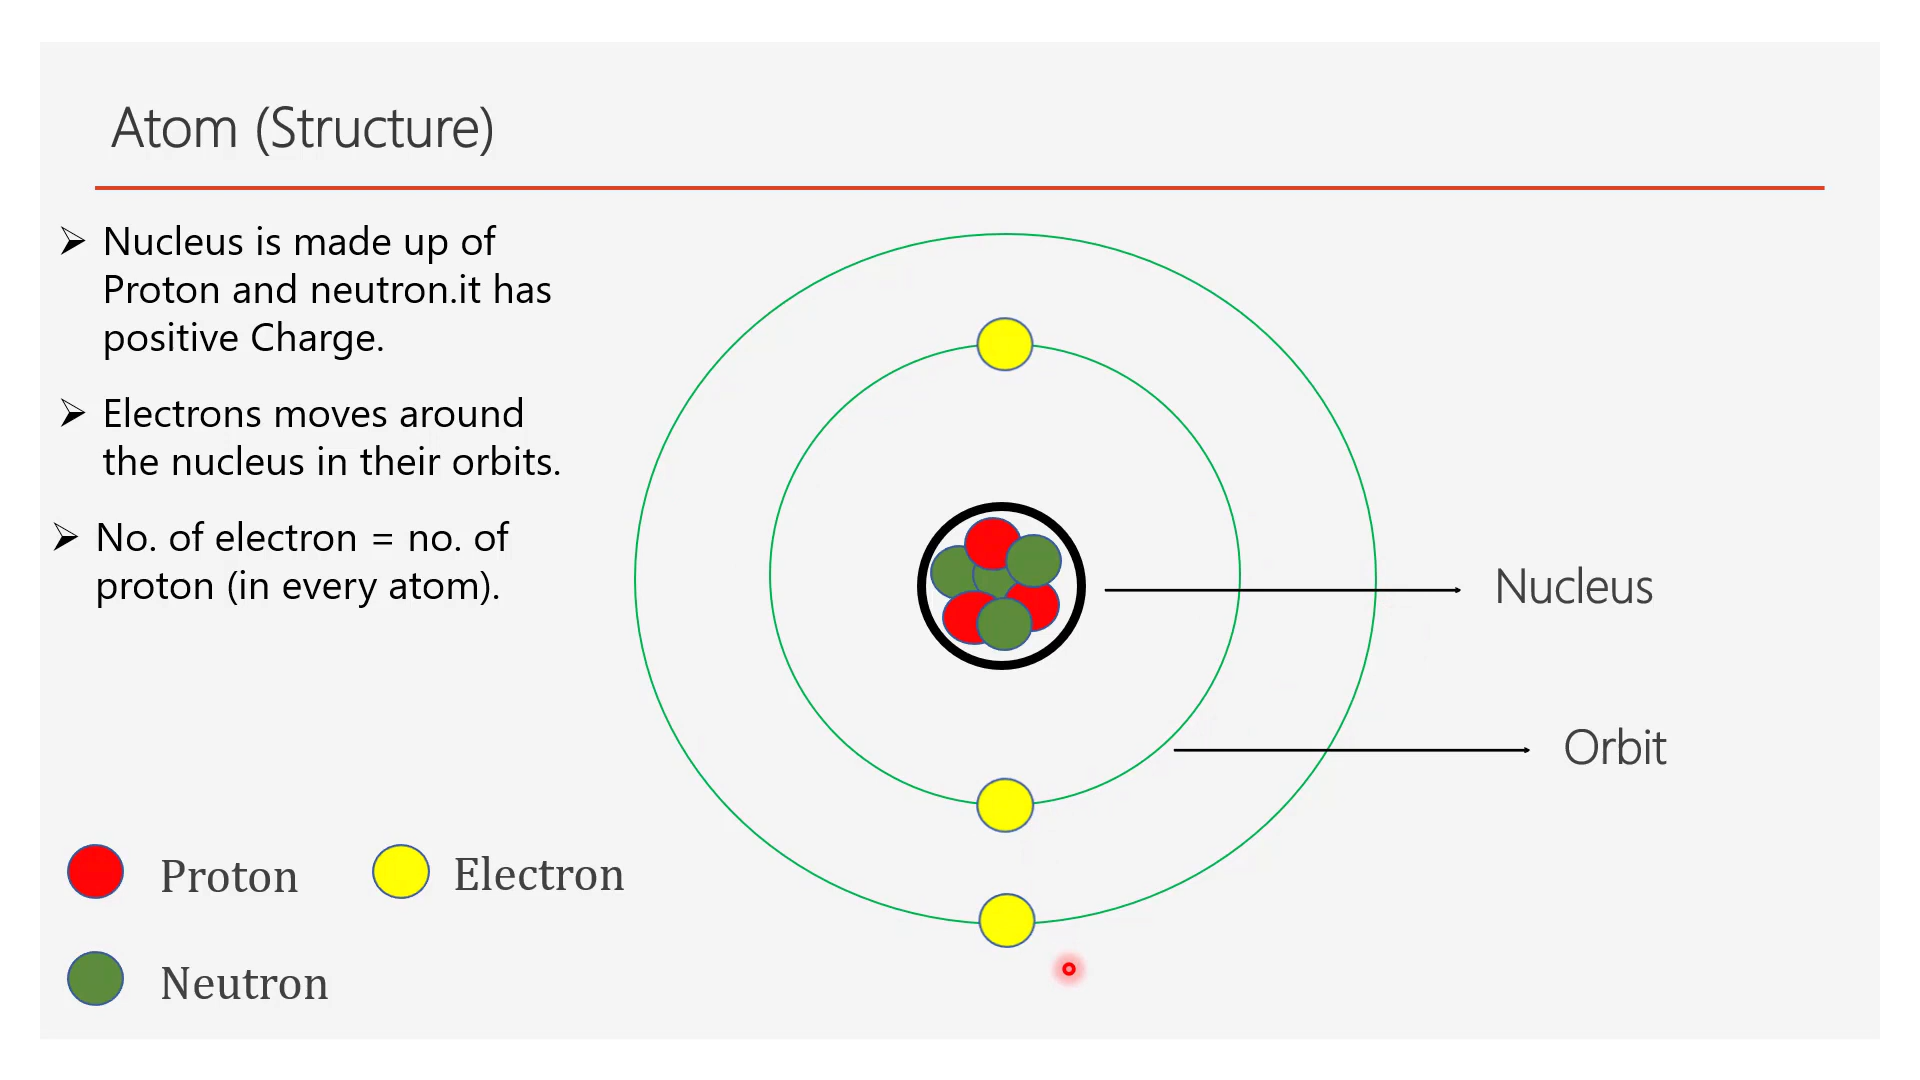 Atom (Structure)
Nucleus is made up of
Proton and neutron.it has
positive Charge.
Electrons moves around
the nucleus in their orbits.
No. of electron = no. of
proton (in every atom).
Nucleus
Orbit
Proton
Electron
Neutron